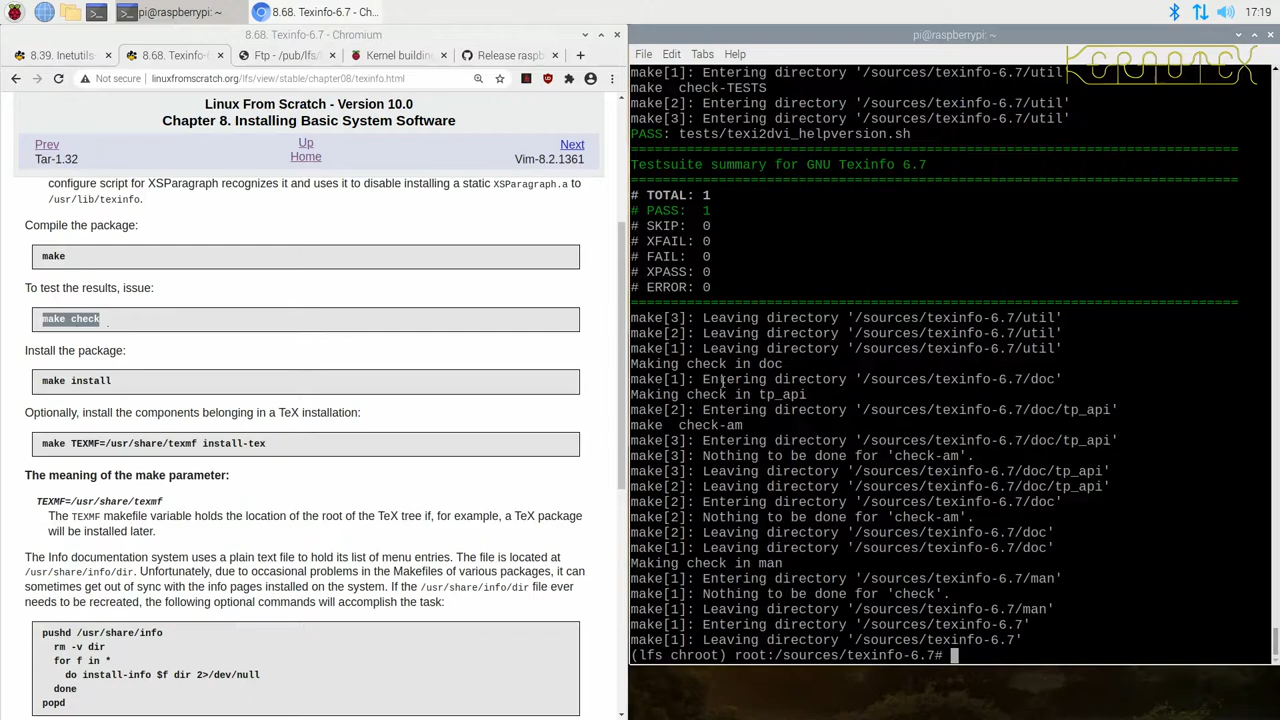 pi@raspberrypi: ~
8.68. Texinfo-6.7 - Ch...
17:19
8.68. Texinfo-6.7 - Chromium
pi@raspberrypi: ~
8.39. Inetutils-
8.68. Texinfo-6.7
Ftp - /pub/lfs/
Kernel building
Release raspb
Not secure | linuxfromscratch.org/lfs/view/stable/chapter08/texinfo.html
File Edit Tabs Help
KERNOTEX
Linux From Scratch - Version 10.0
Chapter 8. Installing Basic System Software
Prev
Up
Next
Tar-1.32
Home
Vim-8.2.1361
configure script for XSParagraph recognizes it and uses it to disable installing a static XSParagraph.a to
/usr/lib/texinfo.
Compile the package:
make
To test the results, issue:
make check
Install the package:
make install
Optionally, install the components belonging in a TeX installation:
make TEXMF=/usr/share/texmf install-tex
The meaning of the make parameter:
TEXMF=/usr/share/texmf
The TEXMF makefile variable holds the location of the root of the TeX tree if, for example, a TeX package
will be installed later.
The Info documentation system uses a plain text file to hold its list of menu entries. The file is located at
/usr/share/info/dir. Unfortunately, due to occasional problems in the Makefiles of various packages, it can
sometimes get out of sync with the info pages installed on the system. If the /usr/share/info/dir file ever
needs to be recreated, the following optional commands will accomplish the task:
pushd /usr/share/info
rm -v dir
for f in *
do install-info $f dir 2>/dev/null
done
popd
make[1]: Entering directory '/sources/texinfo-6.7/util'
make  check-TESTS
make[2]: Entering directory '/sources/texinfo-6.7/util'
make[3]: Entering directory '/sources/texinfo-6.7/util'
PASS: tests/texi2dvi_helpversion.sh
============================================================================
Testsuite summary for GNU Texinfo 6.7
============================================================================
# TOTAL: 1
# PASS:  1
# SKIP:  0
# XFAIL: 0
# FAIL:  0
# XPASS: 0
# ERROR: 0
============================================================================
make[3]: Leaving directory '/sources/texinfo-6.7/util'
make[2]: Leaving directory '/sources/texinfo-6.7/util'
make[1]: Leaving directory '/sources/texinfo-6.7/util'
Making check in doc
make[1]: Entering directory '/sources/texinfo-6.7/doc'
Making check in tp_api
make[2]: Entering directory '/sources/texinfo-6.7/doc/tp_api'
make  check-am
make[3]: Entering directory '/sources/texinfo-6.7/doc/tp_api'
make[3]: Nothing to be done for 'check-am'.
make[3]: Leaving directory '/sources/texinfo-6.7/doc/tp_api'
make[2]: Leaving directory '/sources/texinfo-6.7/doc/tp_api'
make[2]: Entering directory '/sources/texinfo-6.7/doc'
make[2]: Nothing to be done for 'check-am'.
make[2]: Leaving directory '/sources/texinfo-6.7/doc'
make[1]: Leaving directory '/sources/texinfo-6.7/doc'
Making check in man
make[1]: Entering directory '/sources/texinfo-6.7/man'
make[1]: Nothing to be done for 'check'.
make[1]: Leaving directory '/sources/texinfo-6.7/man'
make[1]: Entering directory '/sources/texinfo-6.7'
make[1]: Leaving directory '/sources/texinfo-6.7'
(lfs chroot) root:/sources/texinfo-6.7#